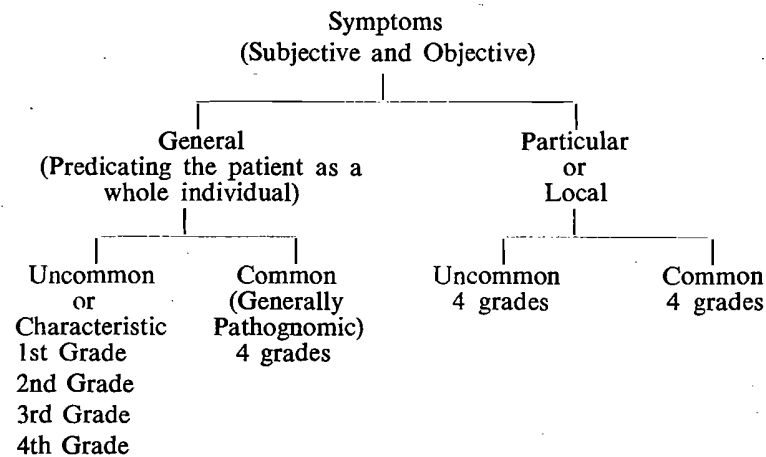 Symptoms
(Subjective and Objective)
General
(Predicating the patient as a
whole individual)
Particular
or
Local
Uncommon
or
Characteristic
1st Grade
2nd Grade
3rd Grade
4th Grade
Common
(Generally
Pathognomic)
4 grades
Uncommon
4 grades
Common
4 grades